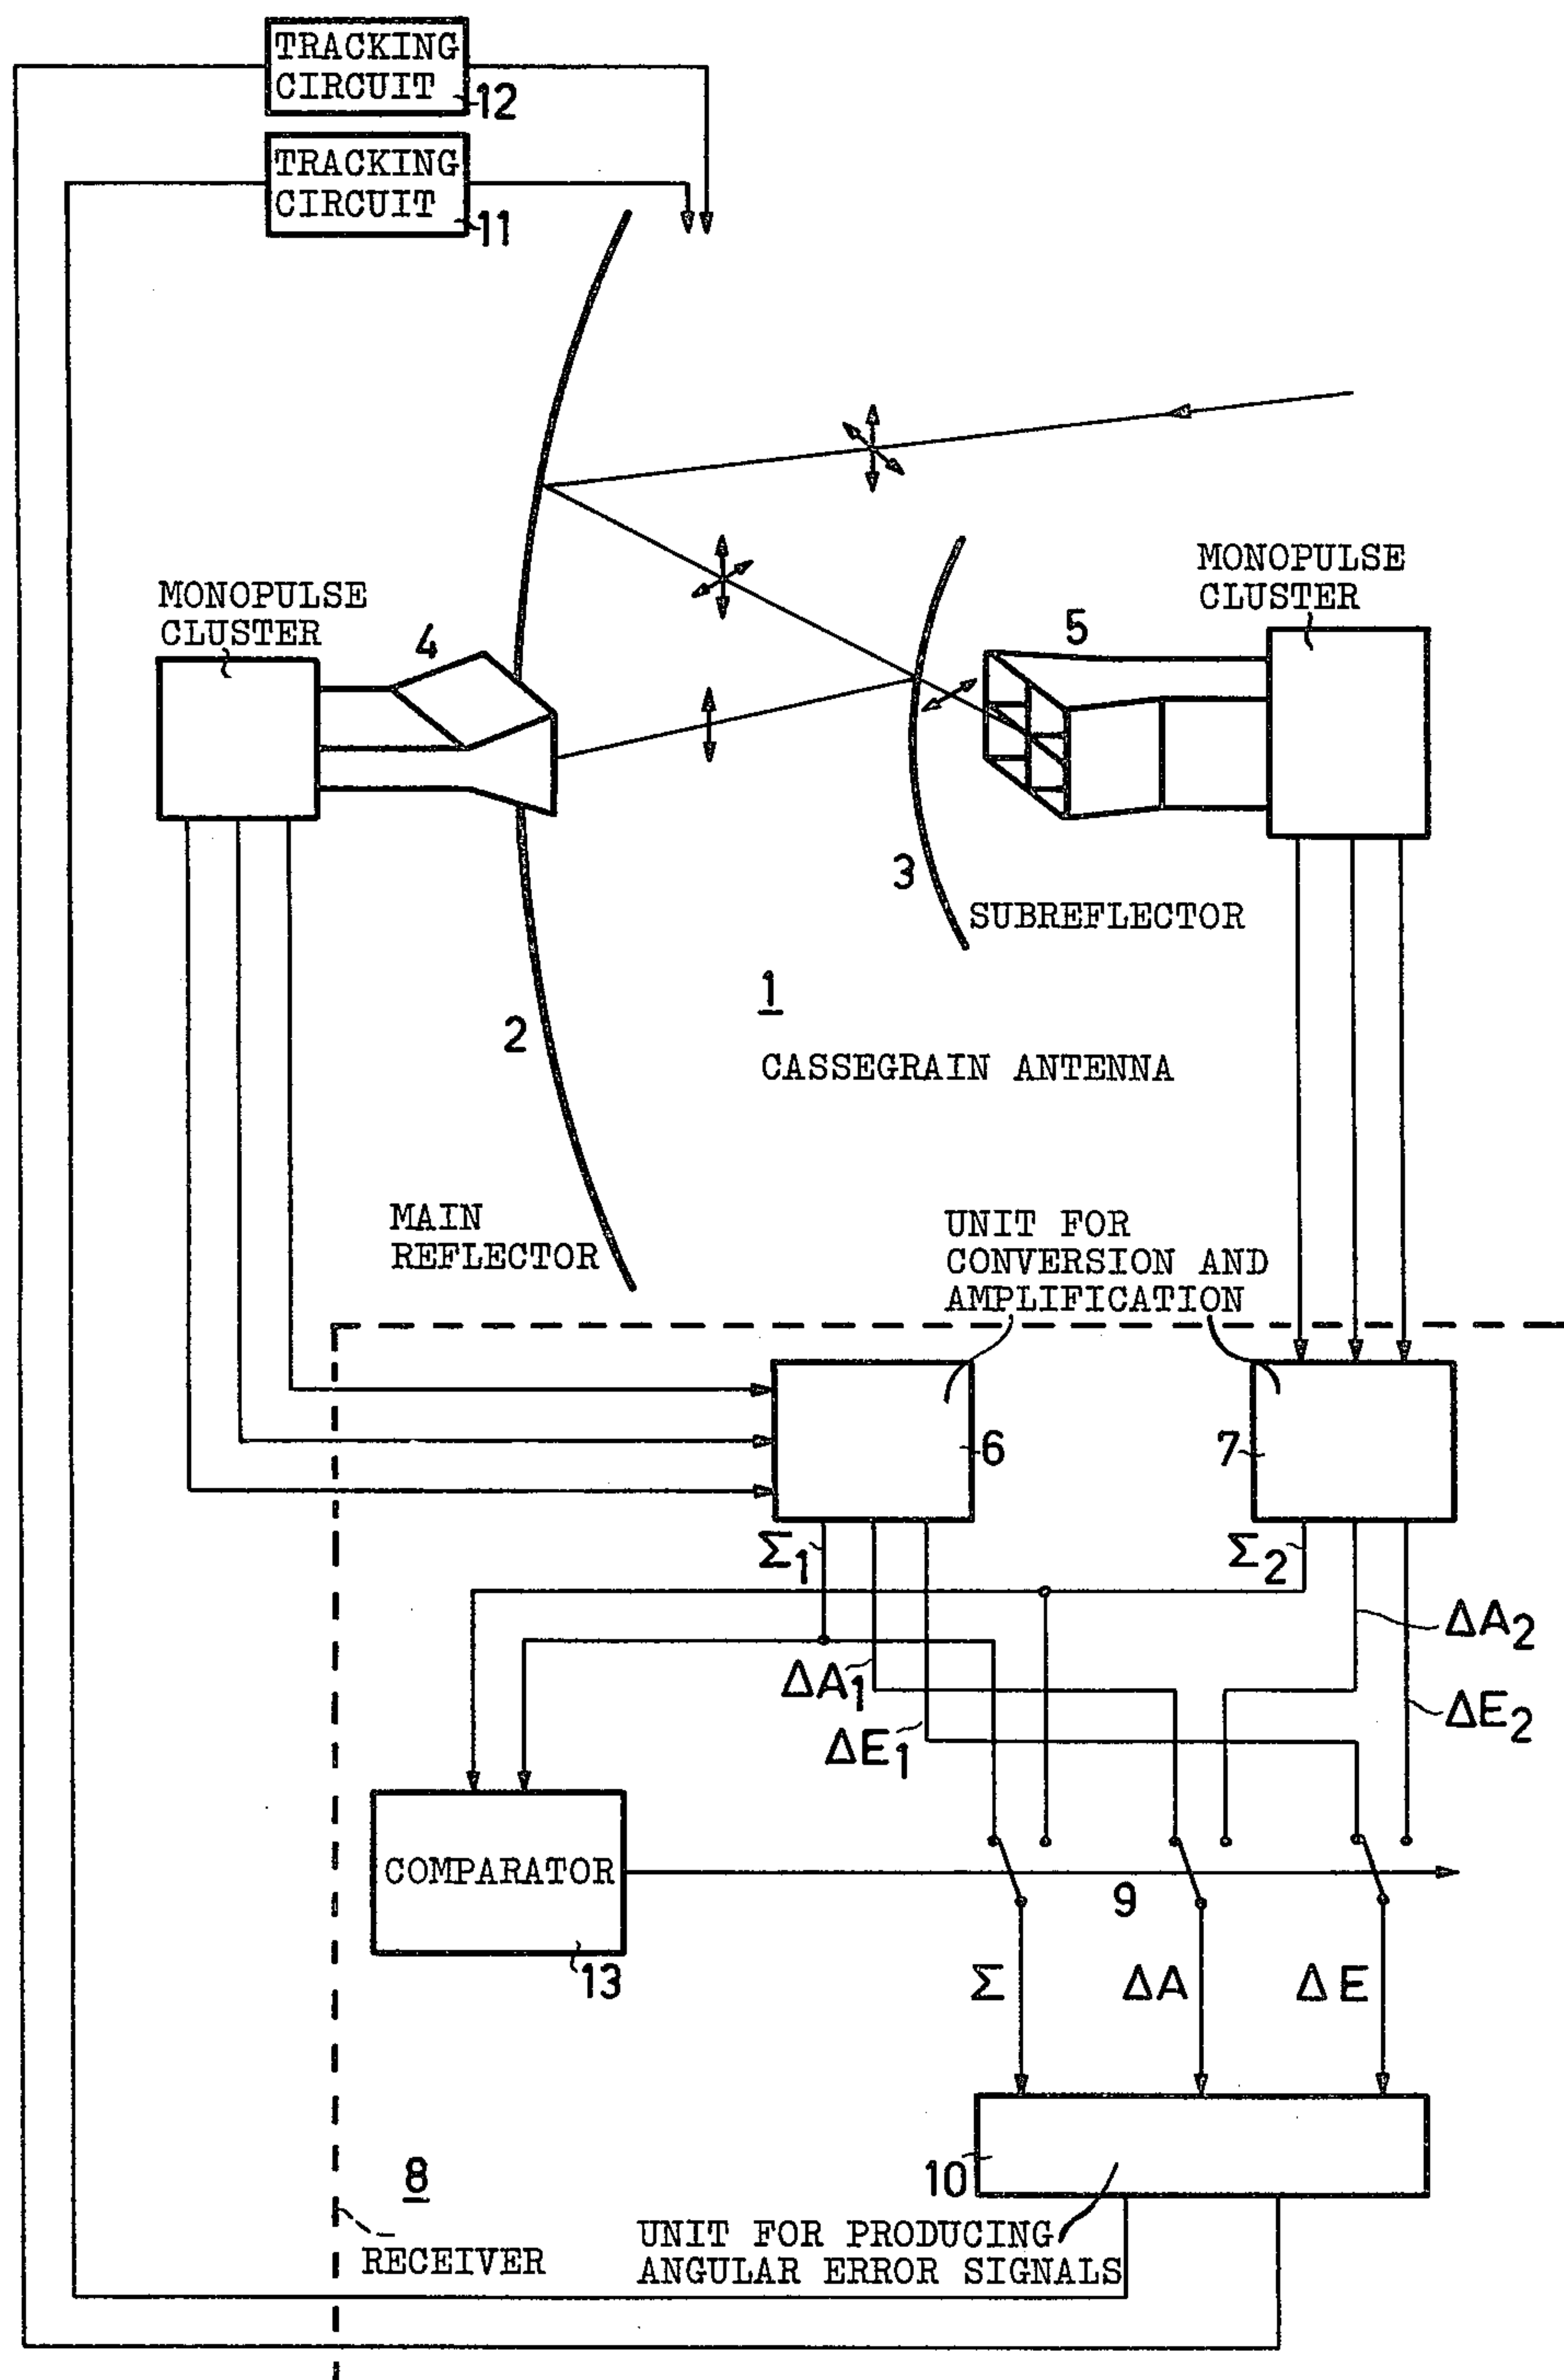 TRACKING
CIRCUIT
12
TRACKING
CIRCUIT
11
MONOPULSE
CLUSTER
4
5
MONOPULSE
CLUSTER
3
SUBREFLECTOR
1
2
CASSEGRAIN ANTENNA
MAIN
REFLECTOR
UNIT FOR
CONVERSION AND
AMPLIFICATION
6
7
Σ1
Σ2
ΔA1
ΔA2
ΔE1
ΔE2
COMPARATOR
13
9
Σ
ΔA
ΔE
10
8
RECEIVER
UNIT FOR PRODUCING
ANGULAR ERROR SIGNALS